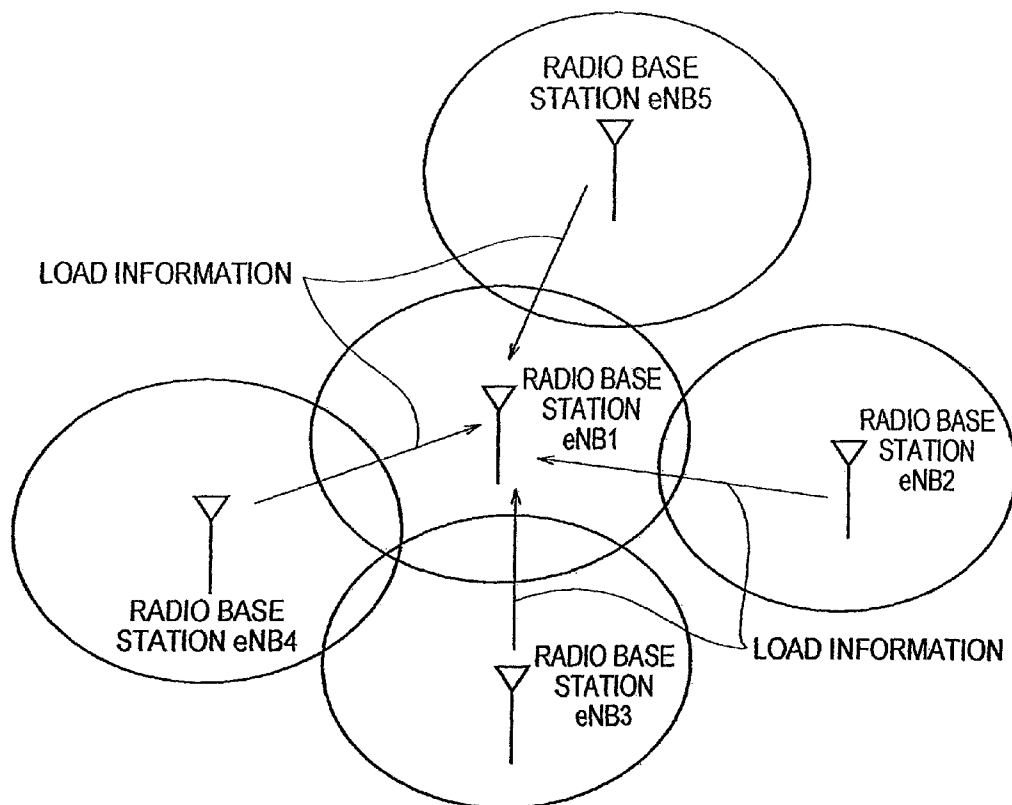 RADIO BASE
STATION eNB5
LOAD INFORMATION
RADIO BASE
STATION
eNB1
RADIO BASE
STATION
eNB2
RADIO BASE
STATION eNB4
RADIO BASE
STATION
eNB3
LOAD INFORMATION